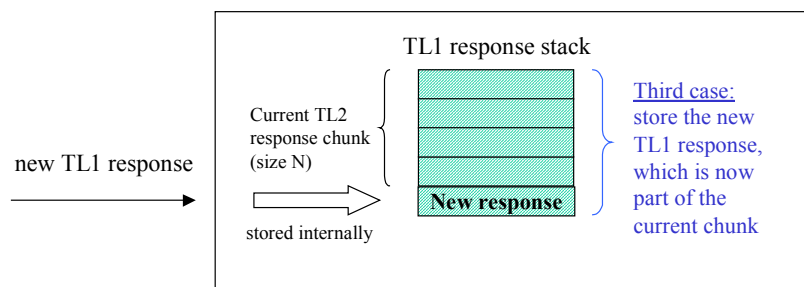 TL1 response stack
Current TL2
response chunk
(size N)
new TL1 response
stored internally
New response
Third case:
store the new
TL1 response,
which is now
part of the
current chunk